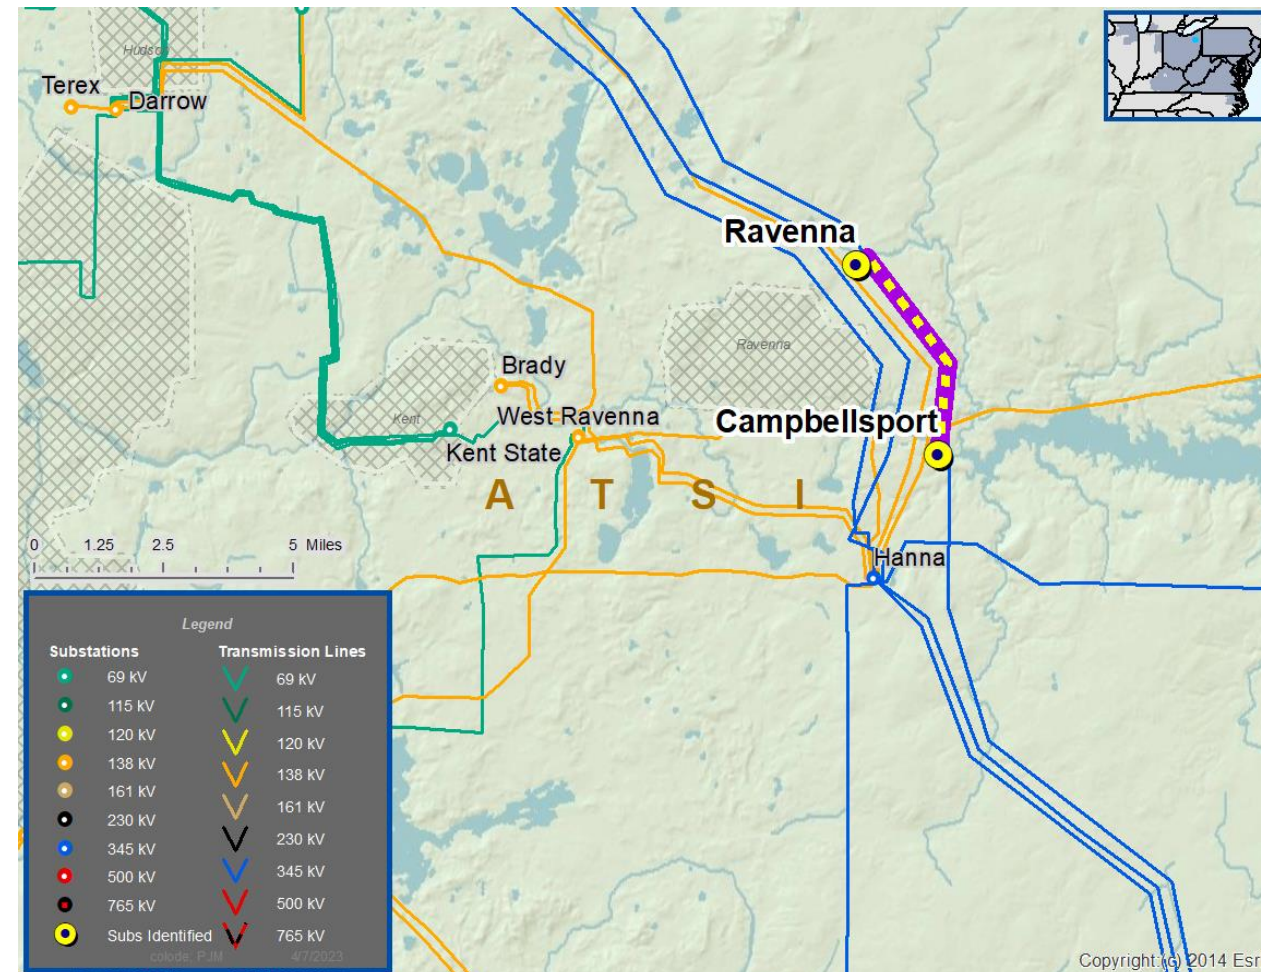 Hudson
Terex
Darrow
Ravenna
Ravenna
Brady
Kent
West Ravenna
Campbellsport
Kent State
A T S I
0 1.25 2.5 5 Miles
Hanna
Legend
Substations
69 kV
115 kV
120 kV
138 kV
161 kV
230 kV
345 kV
500 kV
765 kV
Subs Identified
Transmission Lines
69 kV
115 kV
120 kV
138 kV
161 kV
230 kV
345 kV
500 kV
765 kV
colode, PJM 4/7/2023
Copyright:(c) 2014 Esr